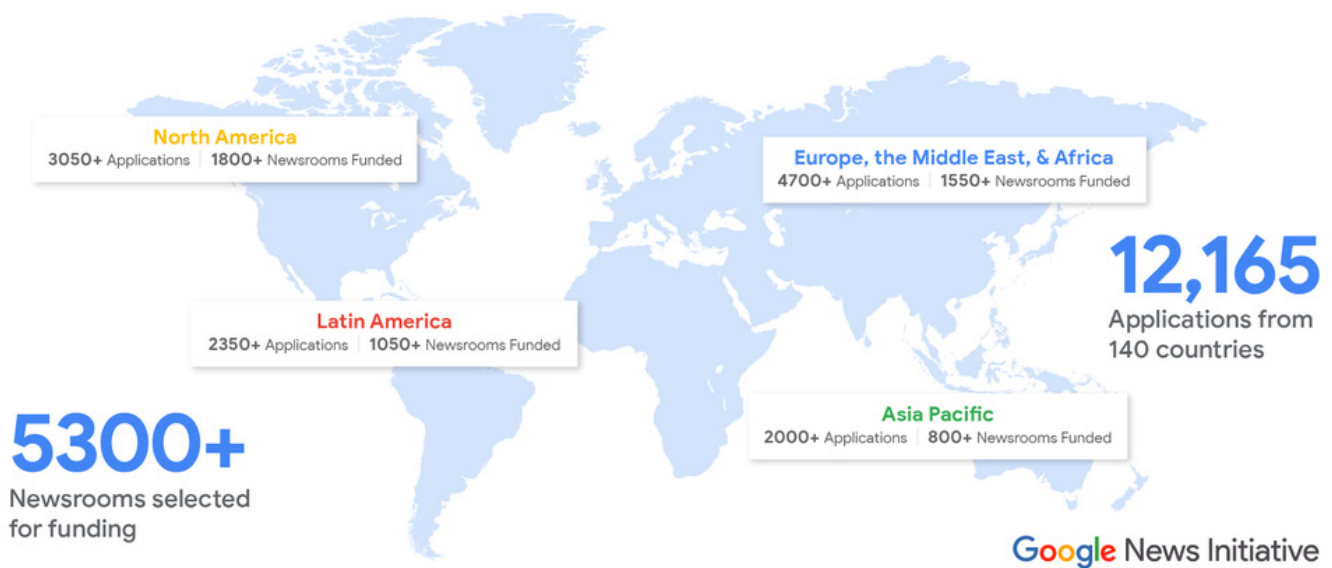 North America
3050+ Applications | 1800+ Newsrooms Funded
Europe, the Middle East, & Africa
4700+ Applications | 1550+ Newsrooms Funded
12,165
Applications from
140 countries
Latin America
2350+ Applications | 1050+ Newsrooms Funded
Asia Pacific
2000+ Applications | 800+ Newsrooms Funded
5300+
Newsrooms selected
for funding
Google News Initiative